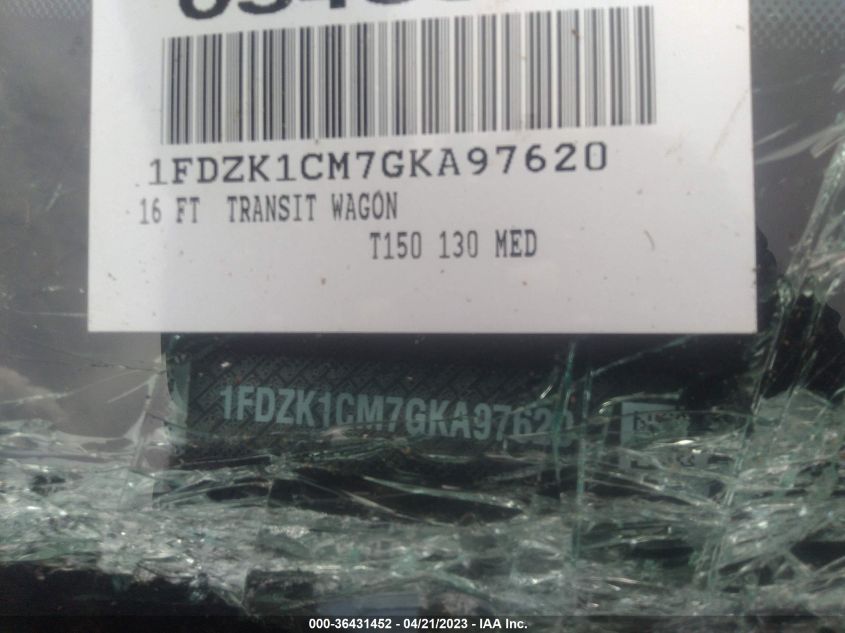 1FDZK1CM7GKA97620
16 FT TRANSIT WAGON
T150 130 MED
1FDZK1CM7GKA97620
000-36431452 - 04/21/2023 - IAA Inc.